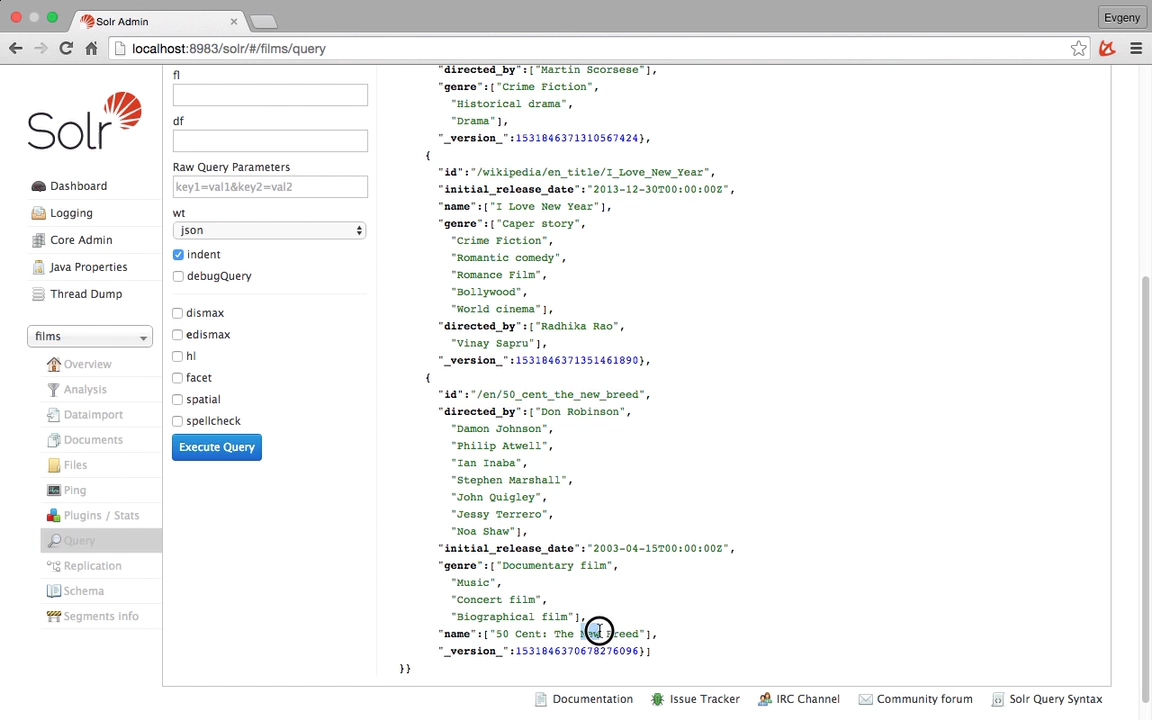 Solr Admin
Evgeny
localhost:8983/solr/#/films/query
Solr
Dashboard
Logging
Core Admin
Java Properties
Thread Dump
films
Overview
Analysis
Dataimport
Documents
Files
Ping
Plugins / Stats
Query
Replication
Schema
Segments info
fl
df
Raw Query Parameters
key1=val1&key2=val2
wt
json
indent
debugQuery
dismax
edismax
hl
facet
spatial
spellcheck
Execute Query
"directed_by":["Martin Scorsese"],
"genre":["Crime Fiction",
"Historical drama",
"Drama"],
"_version_":1531846371310567424},
{
"id":"/wikipedia/en_title/I_Love_New_Year",
"initial_release_date":"2013-12-30T00:00:00Z",
"name":["I Love New Year"],
"genre":["Caper story",
"Crime Fiction",
"Romantic comedy",
"Romance Film",
"Bollywood",
"World cinema"],
"directed_by":["Radhika Rao",
"Vinay Sapru"],
"_version_":1531846371351461890},
{
"id":"/en/50_cent_the_new_breed",
"directed_by":["Don Robinson",
"Damon Johnson",
"Philip Atwell",
"Ian Inaba",
"Stephen Marshall",
"John Quigley",
"Jessy Terrero",
"Noa Shaw"],
"initial_release_date":"2003-04-15T00:00:00Z",
"genre":["Documentary film",
"Music",
"Concert film",
"Biographical film"],
"name":["50 Cent: The New Breed"],
"_version_":1531846370678276096}]
}}
Documentation
Issue Tracker
IRC Channel
Community forum
Solr Query Syntax